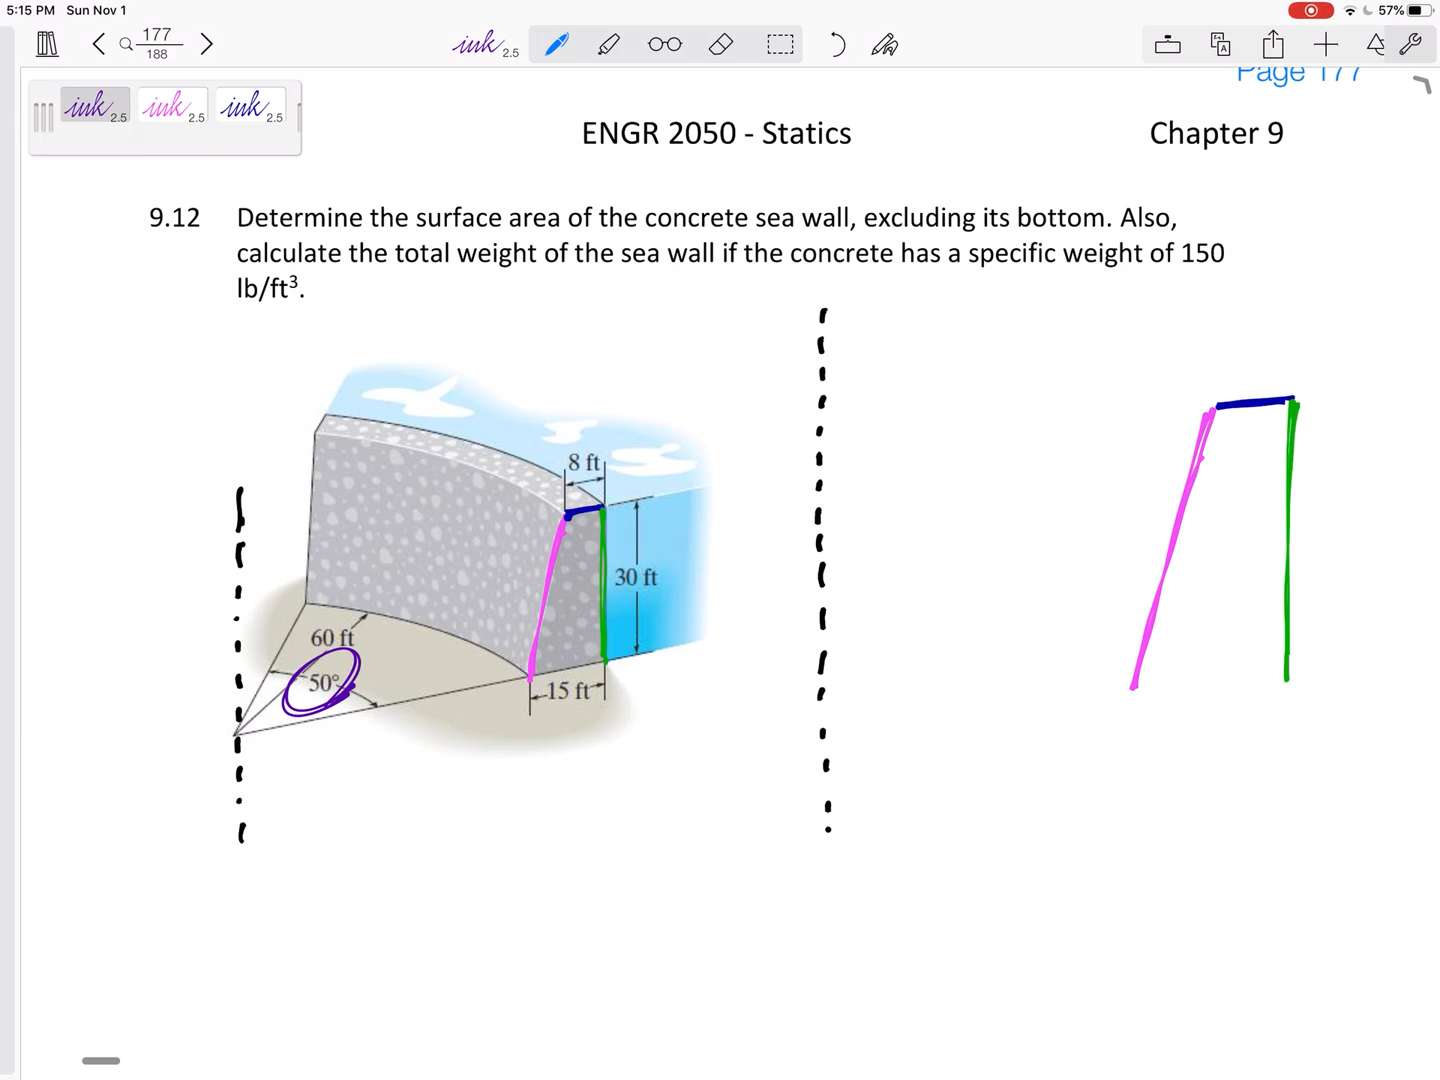 5:15 PM Sun Nov 1
57%
177
188
ink 2.5
Page 177
ink 2.5 ink 2.5 ink 2.5
ENGR 2050 - Statics
Chapter 9
9.12 Determine the surface area of the concrete sea wall, excluding its bottom. Also,
calculate the total weight of the sea wall if the concrete has a specific weight of 150
lb/ft³.
8 ft
30 ft
60 ft
50°
15 ft